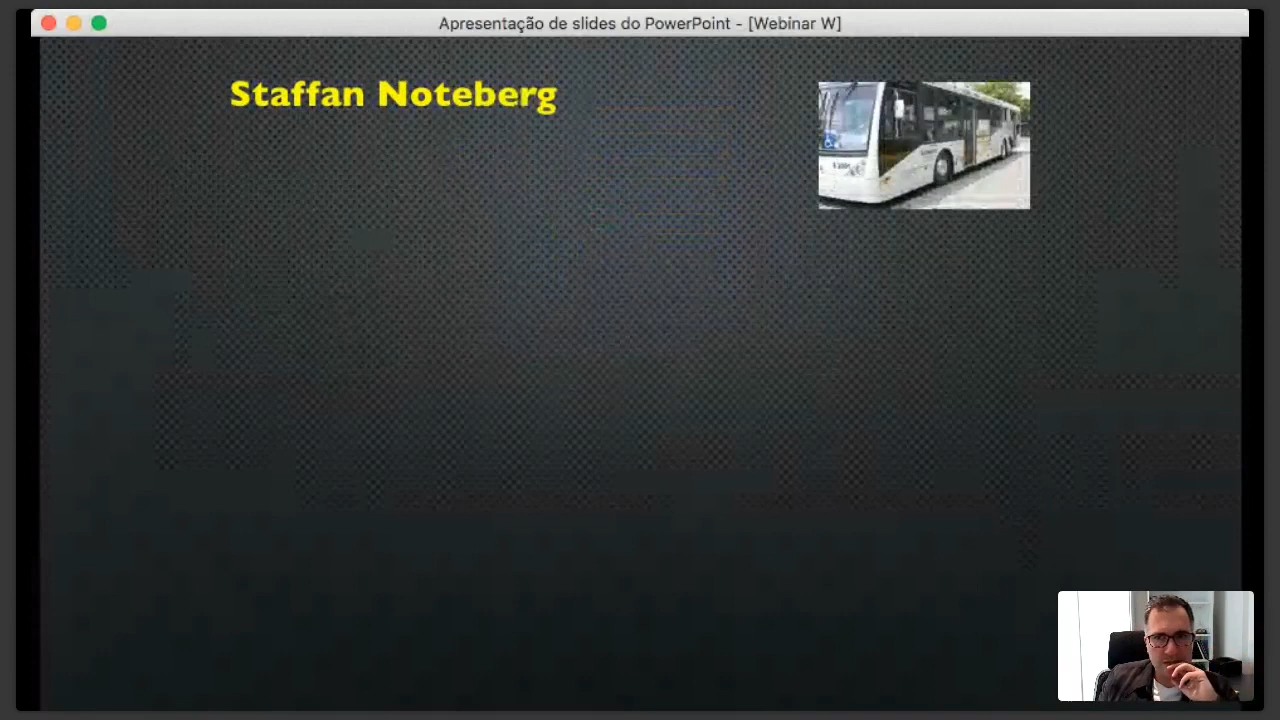 Apresentação de slides do PowerPoint - [Webinar W]
Staffan Noteberg